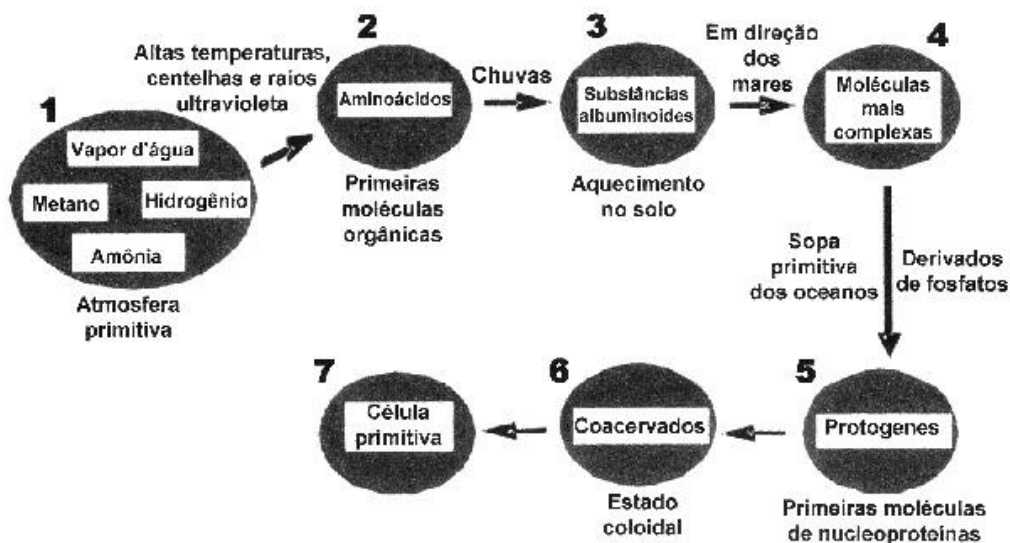 1
Vapor d'água
Metano
Hidrogênio
Amônia
Atmosfera
primitiva
Altas temperaturas,
centelhas e raios
ultravioleta
2
Aminoácidos
Primeiras
moléculas
orgânicas
Chuvas
3
Substâncias
albuminoides
Aquecimento
no solo
Em direção
dos
mares
4
Moléculas
mais
complexas
Sopa
primitiva
dos oceanos
Derivados
de fosfatos
5
Protogenes
Primeiras moléculas
de nucleoproteínas
6
Coacervados
Estado
coloidal
7
Célula
primitiva